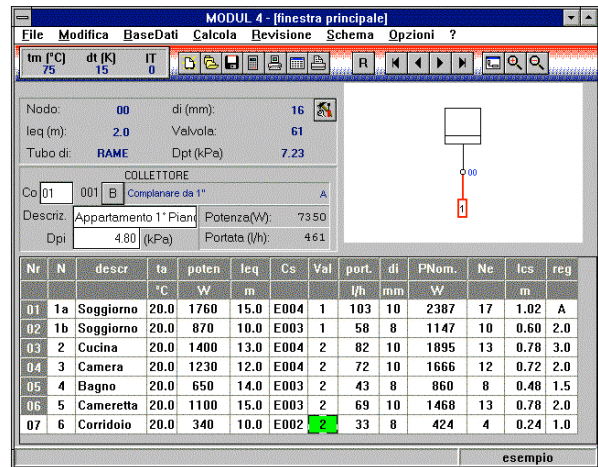 MODUL 4 - [finestra principale]
File Modifica BaseDati Calcola Revisione Schema Opzioni ?
tm [°C] dt [K] IT
75 15 0
R
Nodo: 00 di (mm): 16
leq (m): 2.0 Valvola: 61
Tubo di: RAME Dpt (kPa) 7.23
COLLETTORE
Co 01 001 B Complanare da 1" A
Descriz. Appartamento 1° Pian Potenza(W): 7350
Dpi 4.80 (kPa) Portata (l/h): 461
00
1
Nr N descr ta poten leq Cs Val port. di PNom. Ne lcs reg
°C W m l/h mm W m
01 1a Soggiorno 20.0 1760 15.0 E004 1 103 10 2387 17 1.02 A
02 1b Soggiorno 20.0 870 10.0 E003 1 58 8 1147 10 0.60 2.0
03 2 Cucina 20.0 1400 13.0 E004 2 82 10 1895 13 0.78 3.0
04 3 Camera 20.0 1230 12.0 E004 2 72 10 1666 12 0.72 2.0
05 4 Bagno 20.0 650 14.0 E003 2 43 8 860 8 0.48 1.5
06 5 Cameretta 20.0 1100 15.0 E003 2 69 10 1468 13 0.78 2.0
07 6 Corridoio 20.0 340 10.0 E002 2 33 8 424 4 0.24 1.0
esempio